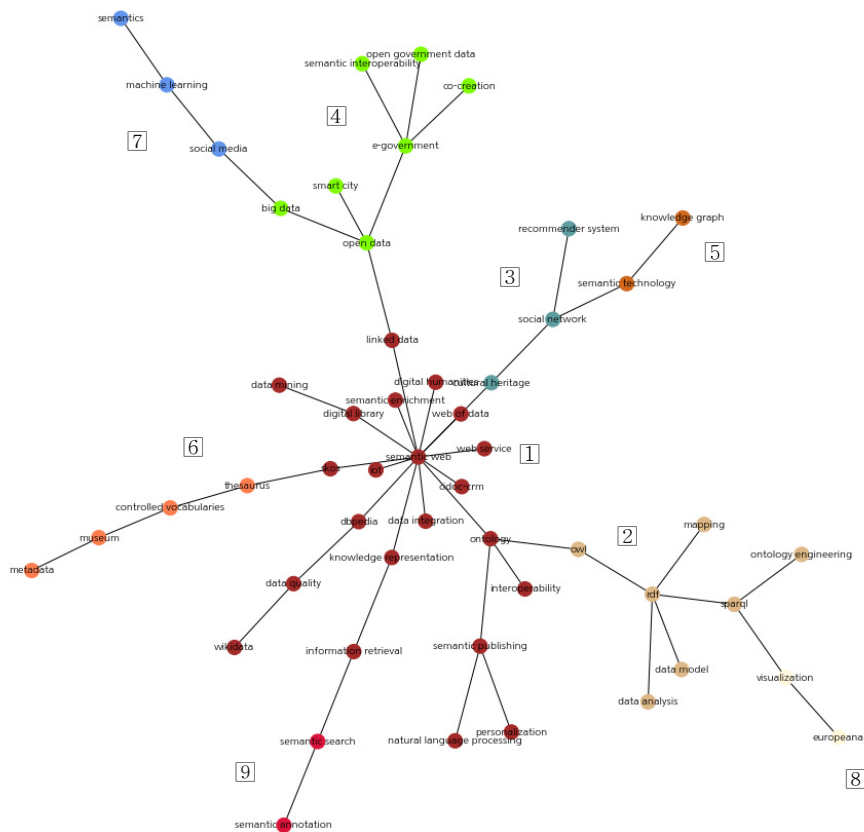 semantics
open government data
semantic interoperability
machine learning
co-creation
4
7
e-government
social media
smart city
big data
knowledge graph
recommender system
open data
5
3
semantic technology
social network
linked data
digital humanities
cultural heritage
data mining
semantic enrichment
digital library
web of data
6
web service
1
semantic web
skos
iot
thesaurus
cidoc-crm
controlled vocabularies
dbpedia
data integration
mapping
2
museum
ontology
owl
ontology engineering
knowledge representation
metadata
data quality
interoperability
rdf
sparql
wikidata
information retrieval
semantic publishing
data model
visualization
data analysis
personalization
europeana
semantic search
natural language processing
9
8
semantic annotation